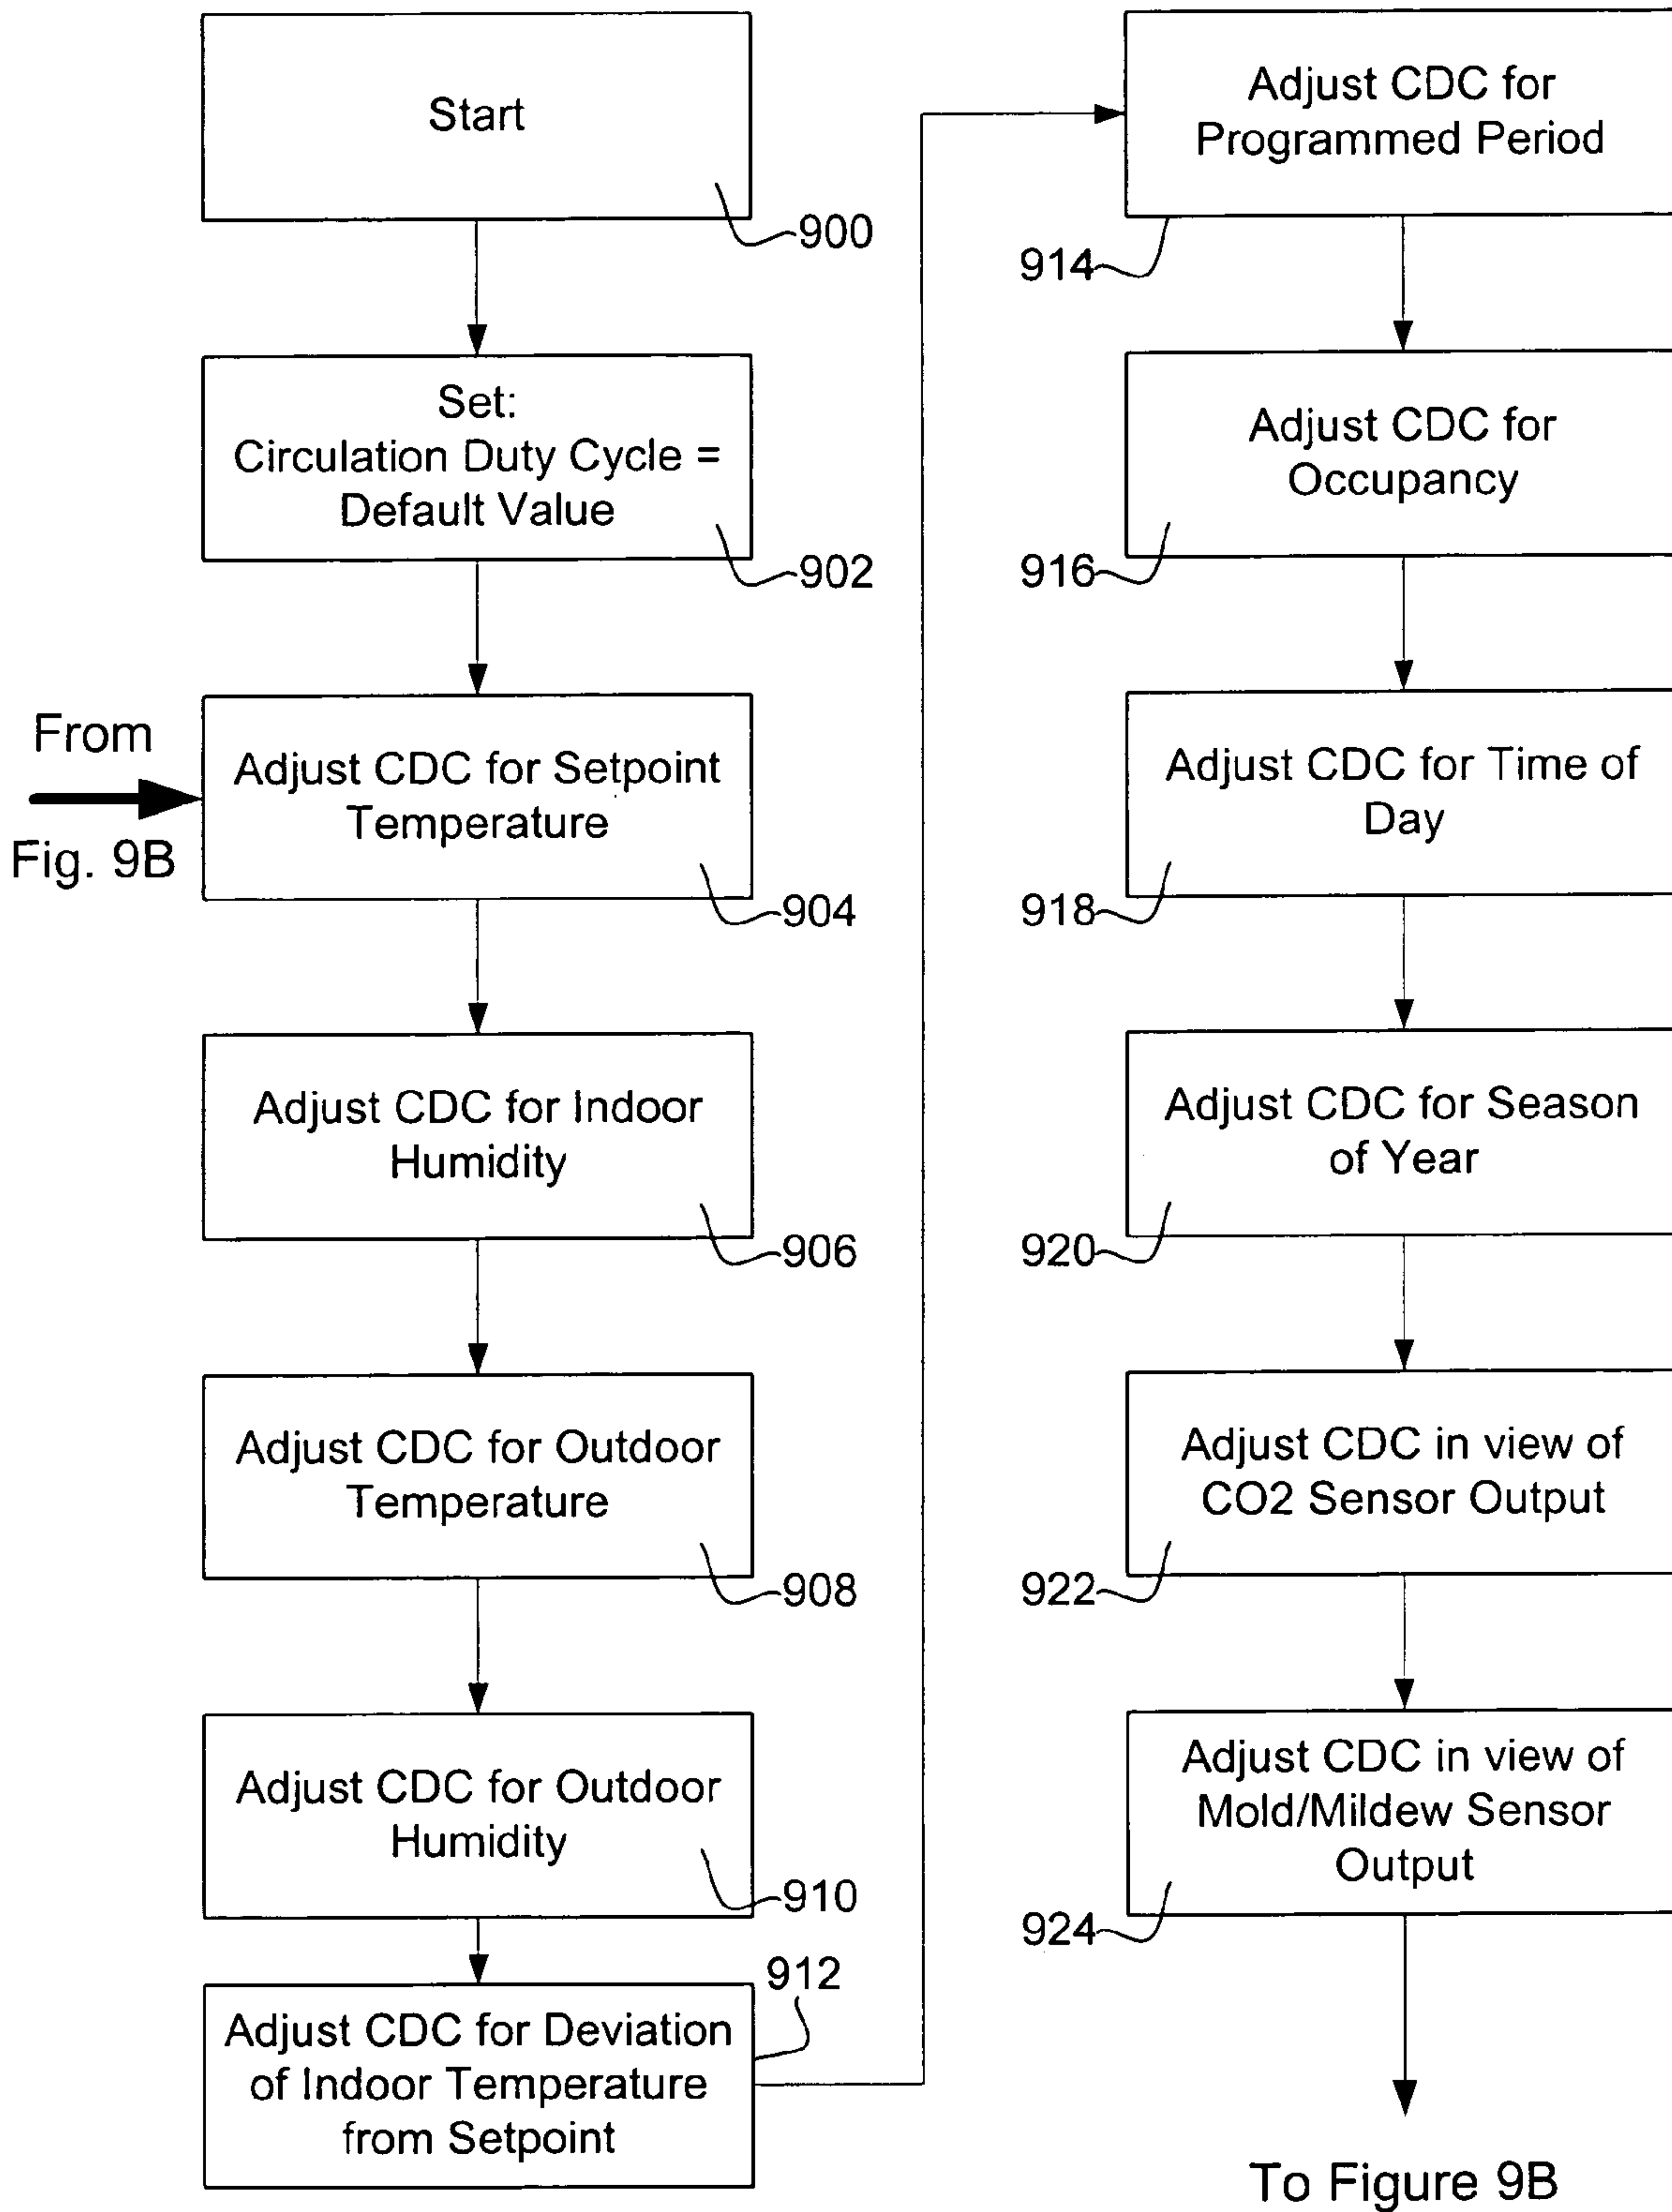 Start
900
Set:
Circulation Duty Cycle =
Default Value
902
From
Fig. 9B
Adjust CDC for Setpoint
Temperature
904
Adjust CDC for Indoor
Humidity
906
Adjust CDC for Outdoor
Temperature
908
Adjust CDC for Outdoor
Humidity
910
912
Adjust CDC for Deviation
of Indoor Temperature
from Setpoint
Adjust CDC for
Programmed Period
914
Adjust CDC for
Occupancy
916
Adjust CDC for Time of
Day
918
Adjust CDC for Season
of Year
920
Adjust CDC in view of
CO2 Sensor Output
922
Adjust CDC in view of
Mold/Mildew Sensor
Output
924
To Figure 9B